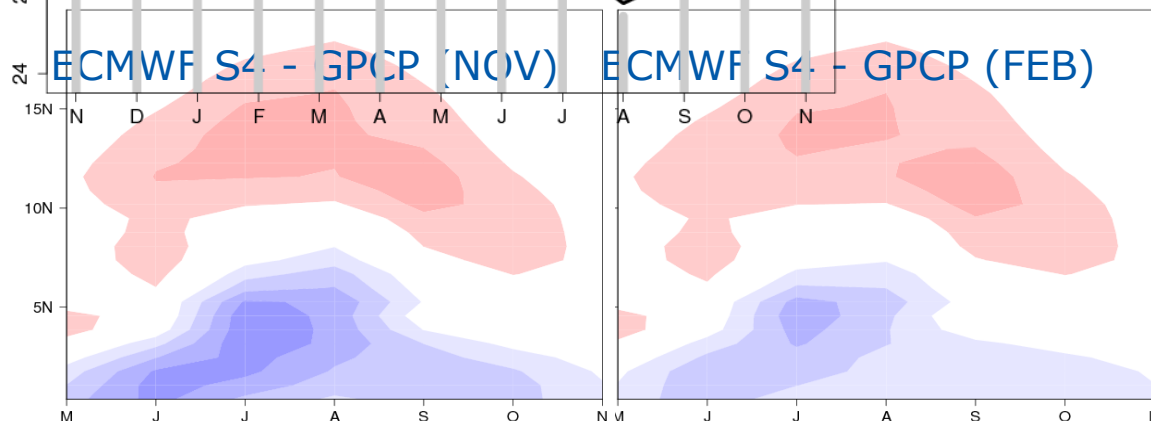 24
ECMWF S4 - GPCP (NOV) ECMWF S4 - GPCP (FEB)
N D J F M A M J J A S O N
15N
10N
5N
M J J A S O N M J J A S O